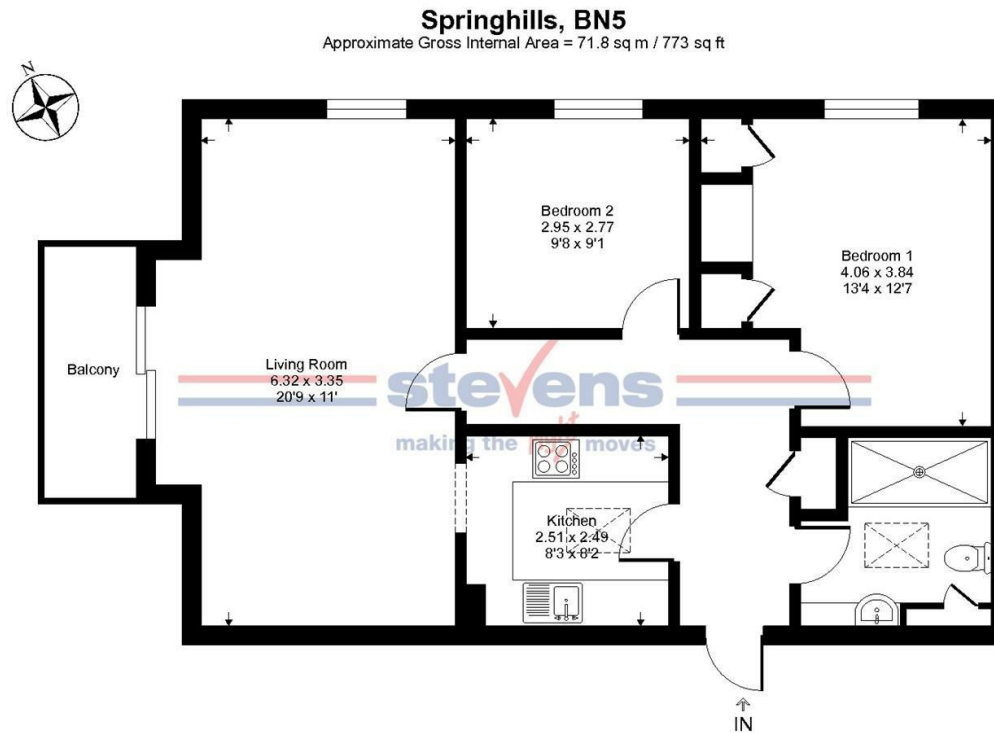 Springhills, BN5
Approximate Gross Internal Area = 71.8 sq m / 773 sq ft
N
Bedroom 2
2.95 x 2.77
9'8 x 9'1
Bedroom 1
4.06 x 3.84
13'4 x 12'7
Balcony
Living Room
6.32 x 3.35
20'9 x 11'
stevens
making the right moves
Kitchen
2.51 x 2.49
8'3 x 8'2
IN